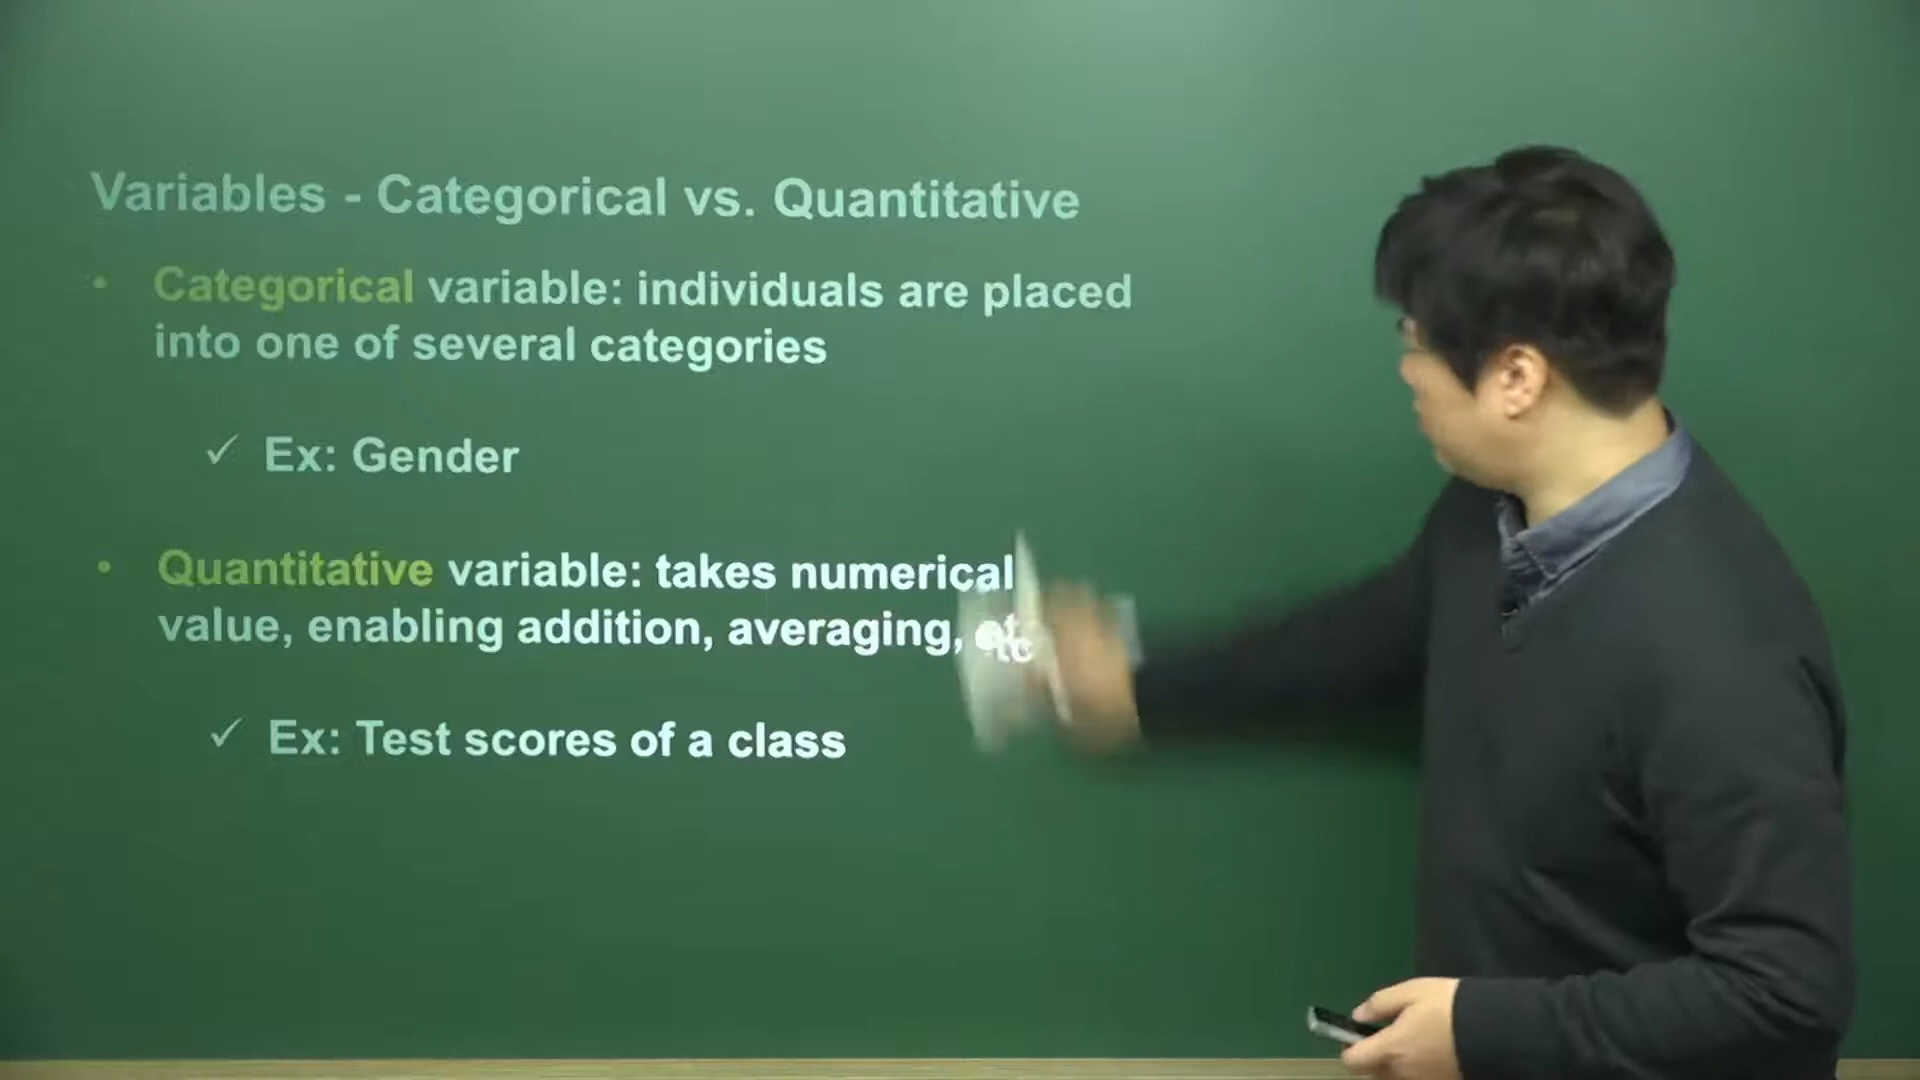 Variables - Categorical vs. Quantitative
• Categorical variable: individuals are placed
into one of several categories
✓ Ex: Gender
• Quantitative variable: takes numerical
value, enabling addition, averaging, etc
✓ Ex: Test scores of a class